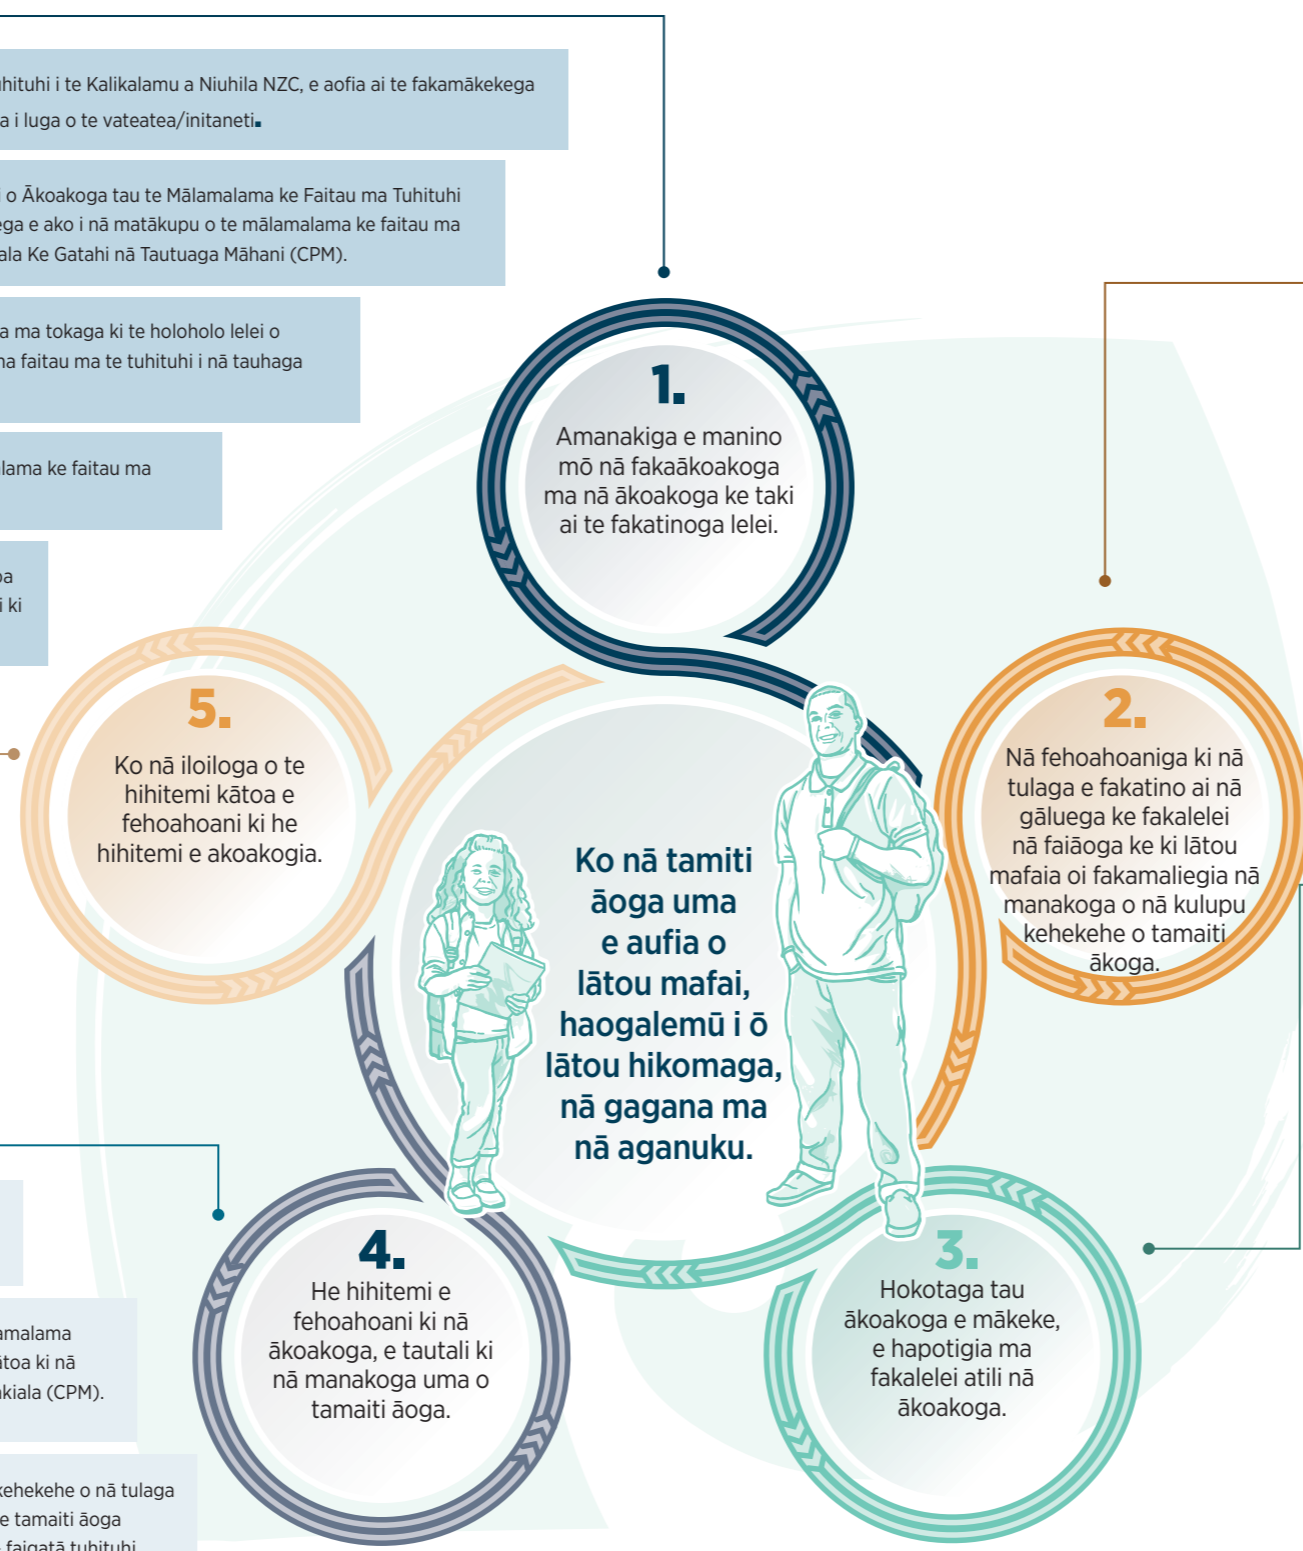 uhituhi i te Kalikalamu a Niuhila NZC, e aofia ai te fakamākekega
a i luga o te vateatea/initaneti.
o Ākoakoga tau te Mālamalama ke Faitau ma Tuhituhi
ega e ako i nā matākupu o te mālamalama ke faitau ma
ala Ke Gatahi nā Tautuaga Māhani (CPM).
a ma tokaga ki te holoholo lelei o
na faitau ma te tuhituhi i nā tauhaga
lama ke faitau ma
oa
i ki
1.
Amanakiga e manino
mō nā fakaākoakoga
ma nā ākoakoga ke taki
ai te fakatinoga lelei.
2.
Nā fehoahoaniga ki nā
tulaga e fakatino ai nā
gāluega ke fakalelei
nā faiāoga ke ki lātou
mafaia oi fakamaliegia nā
manakoga o nā kulupu
kehekehe o tamaiti
ākoga.
5.
Ko nā iloiloga o te
hihitemi kātoa e
fehoahoani ki he
hihitemi e akoakogia.
Ko nā tamiti
āoga uma
e aufia o
lātou mafai,
haogalemū i ō
lātou hikomaga,
nā gagana ma
nā aganuku.
4.
He hihitemi e
fehoahoani ki nā
ākoakoga, e tautali ki
nā manakoga uma o
tamaiti āoga.
3.
Hokotaga tau
ākoakoga e mākeke,
e hapotigia ma
fakalelei atili nā
ākoakoga.
amalama
ātoa ki nā
akiala (CPM).
kehekehe o nā tulaga
e tamaiti āoga
faigatā tuhituhi